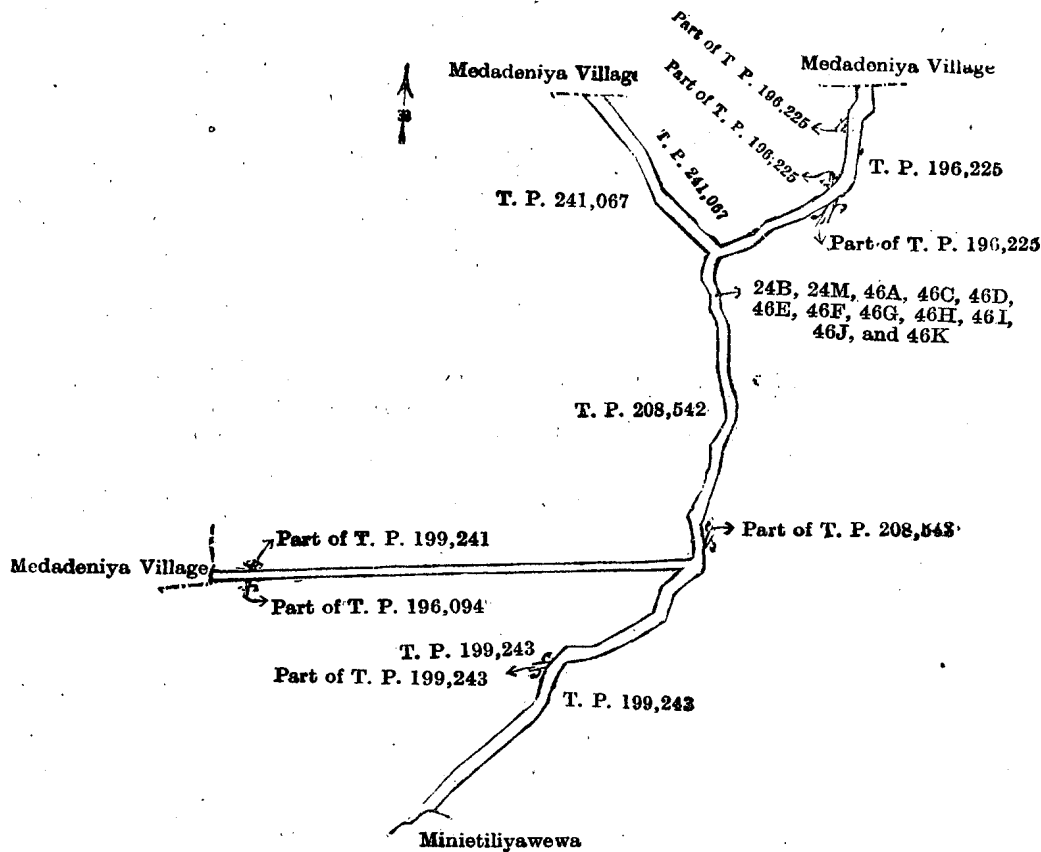 Part of T. P. 196,225
Medadeniya Village
Medadeniya Village
Part of T. P. 196,225
T. P. 241,067
T. P. 196,225
T. P. 241,067
Part of T. P. 196,225
24B, 24M, 46A, 46C, 46D,
46E, 46F, 46G, 46H, 46I,
46J, and 46K
T. P. 208,542
Part of T. P.
Part of T. P. 199,241
Medadeniya Village
Part of T. P. 196,094
T. P. 199,243
Part of T. P. 199,243
T. P. 199,243
Minietiliyawewa